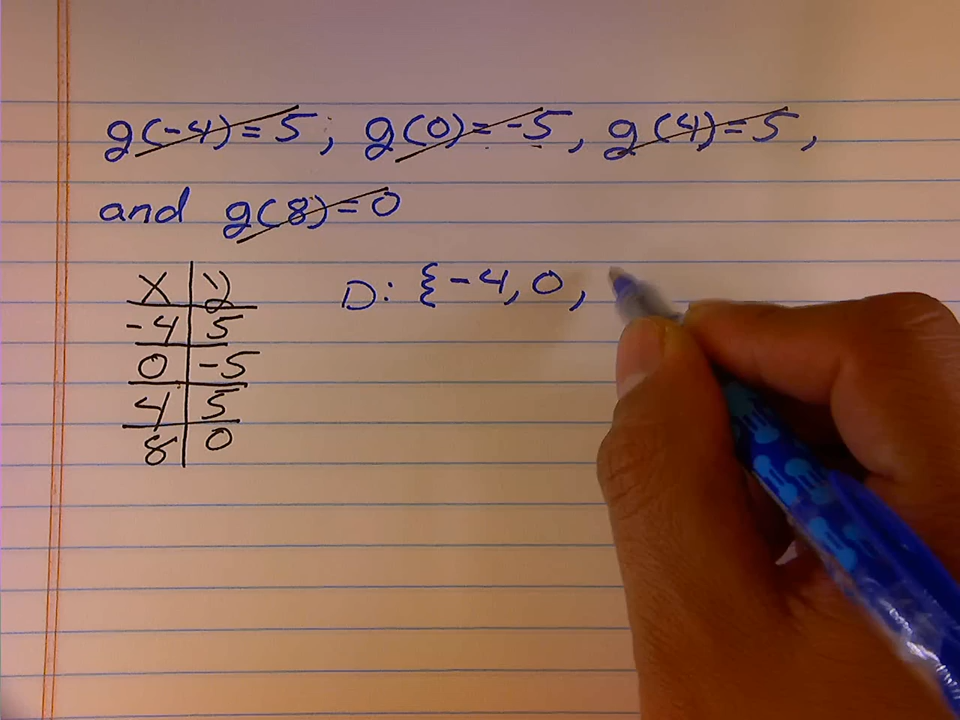 g(-4) = 5; g(0) = -5, g(4) = 5,
and g(8) = 0
x y
-4 5
0 -5
4 5
8 0
D: {-4, 0,